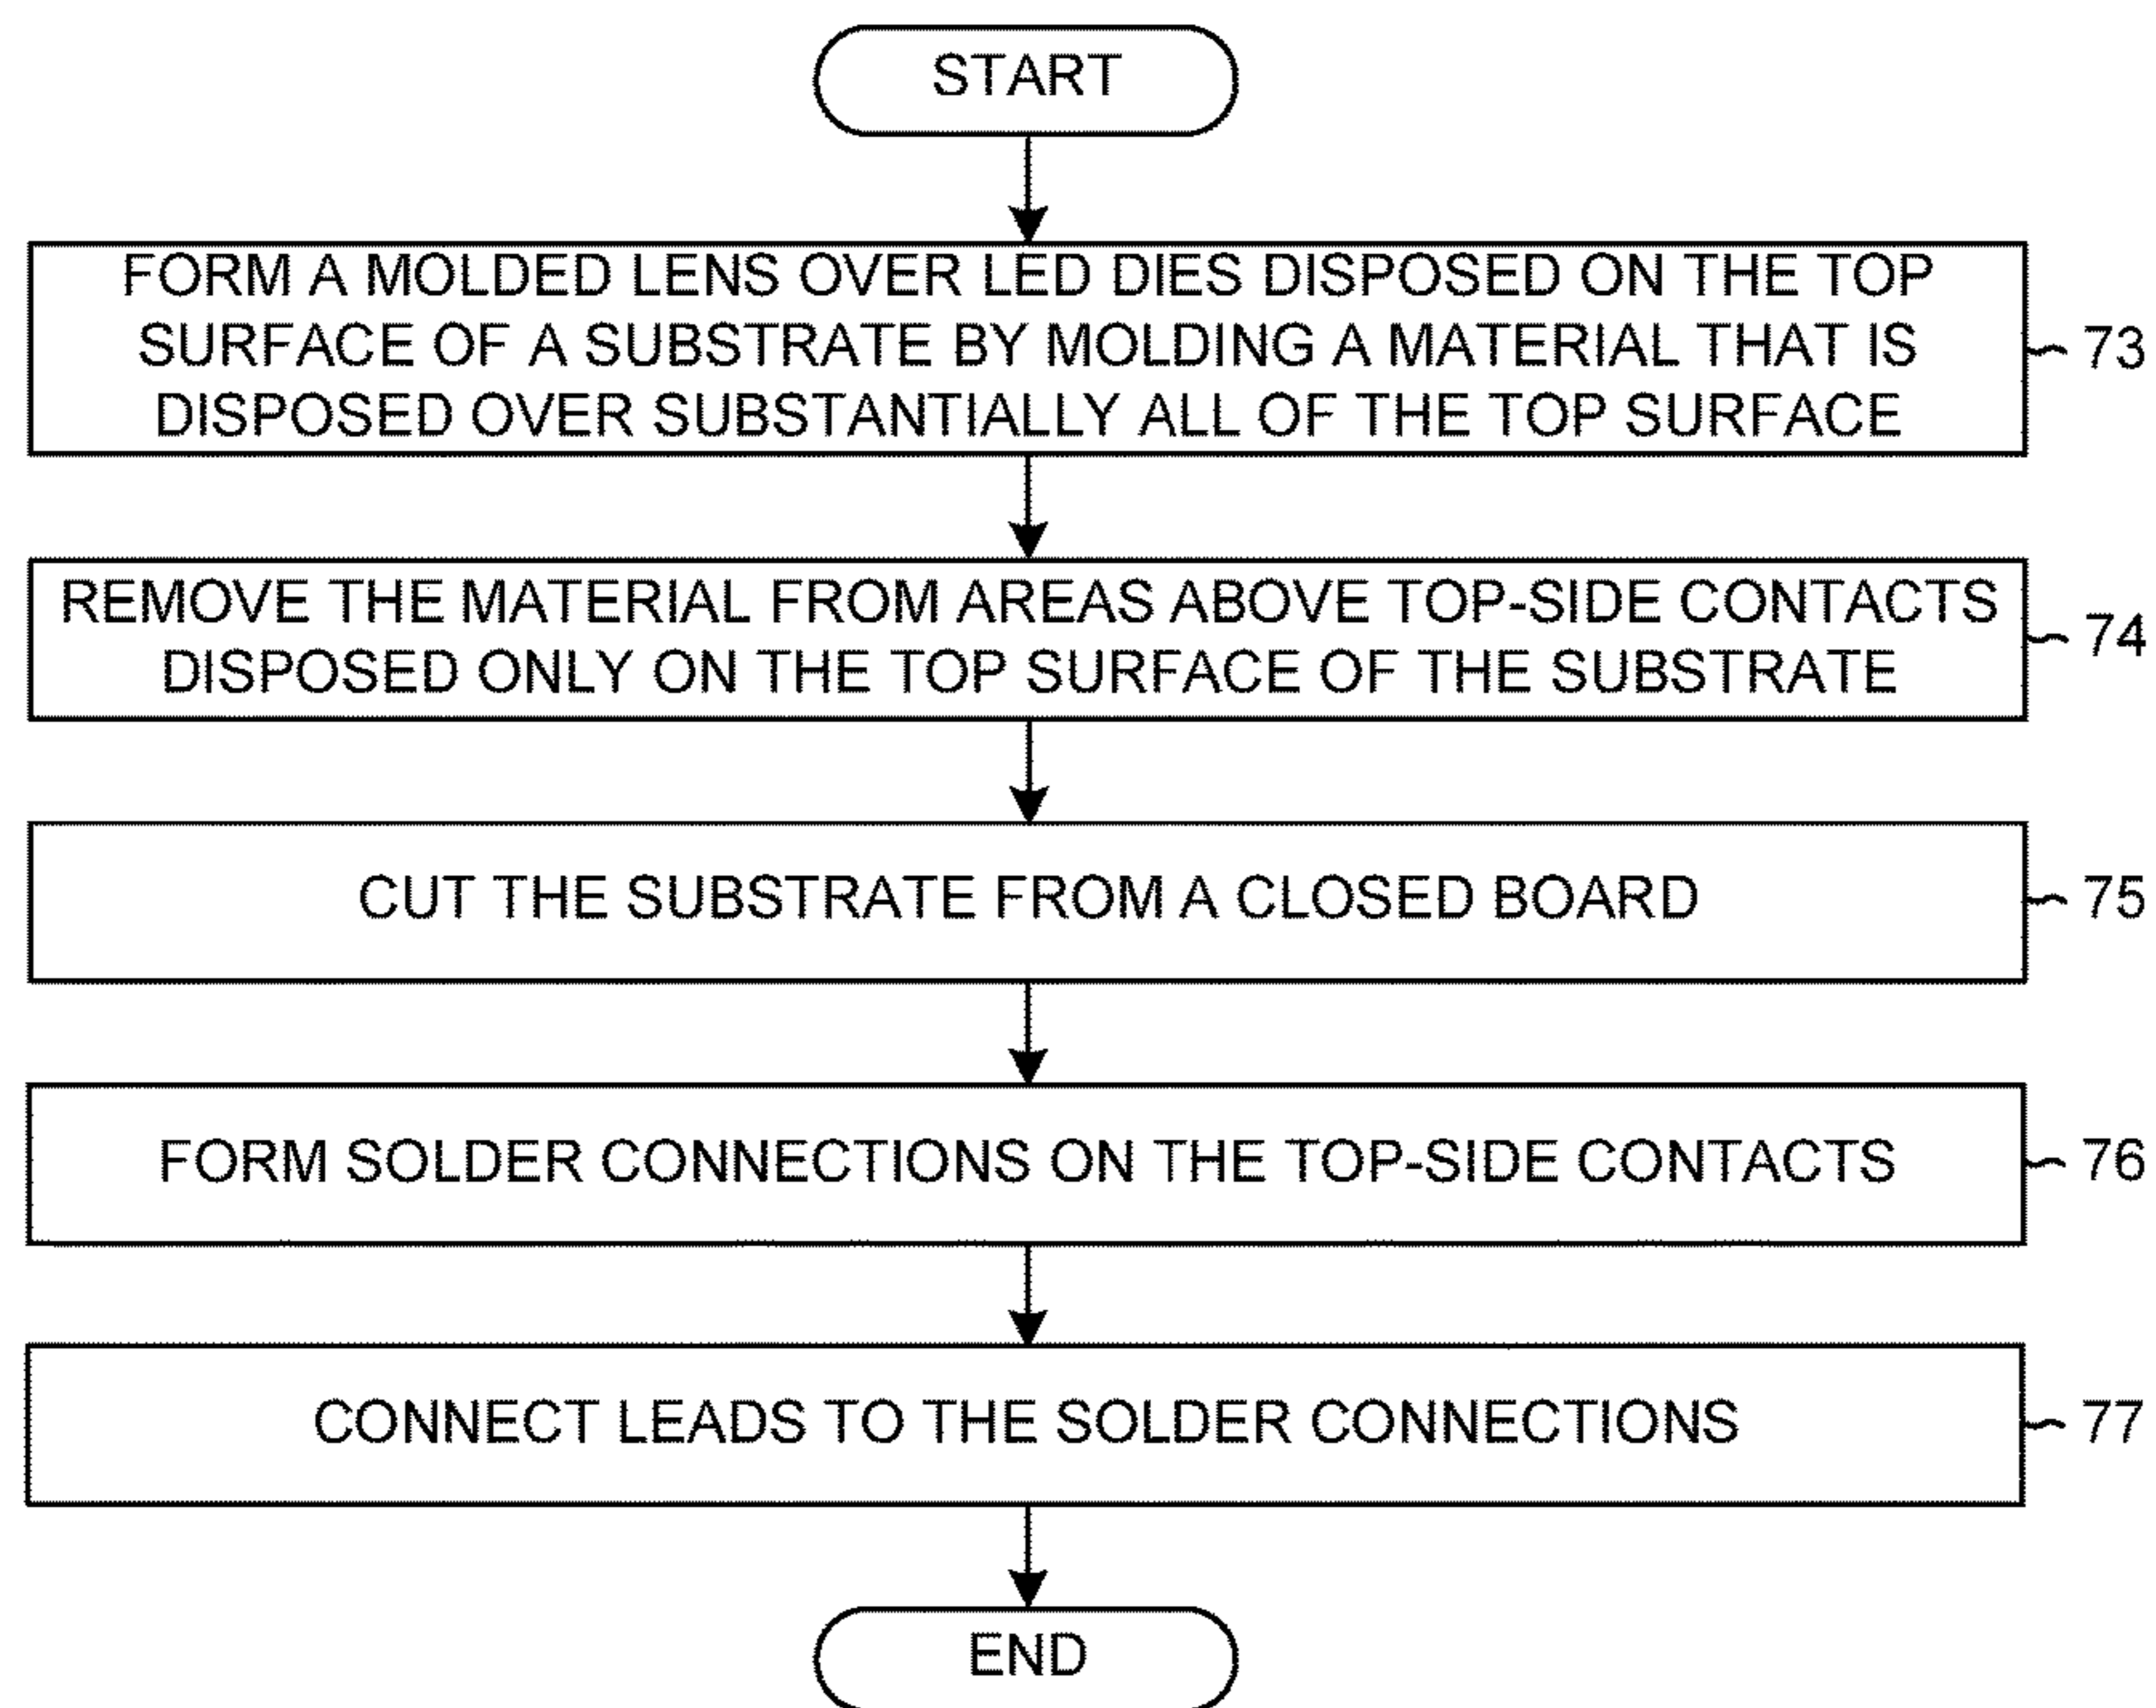 START
FORM A MOLDED LENS OVER LED DIES DISPOSED ON THE TOP
SURFACE OF A SUBSTRATE BY MOLDING A MATERIAL THAT IS
DISPOSED OVER SUBSTANTIALLY ALL OF THE TOP SURFACE
73
REMOVE THE MATERIAL FROM AREAS ABOVE TOP-SIDE CONTACTS
DISPOSED ONLY ON THE TOP SURFACE OF THE SUBSTRATE
74
CUT THE SUBSTRATE FROM A CLOSED BOARD
75
FORM SOLDER CONNECTIONS ON THE TOP-SIDE CONTACTS
76
CONNECT LEADS TO THE SOLDER CONNECTIONS
77
END